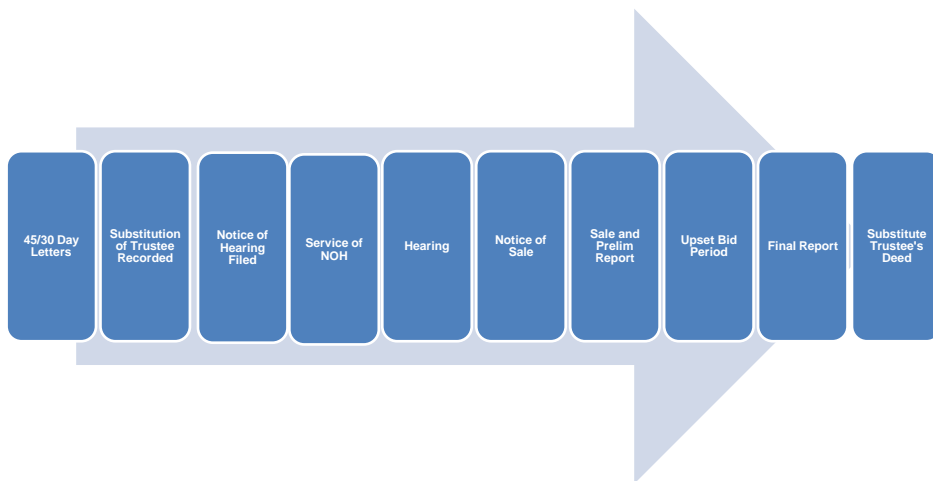 45/30 Day
Letters
Substitution
of Trustee
Recorded
Notice of
Hearing
Filed
Service of
NOH
Hearing
Notice of
Sale
Sale and
Prelim
Report
Upset Bid
Period
Final Report
Substitute
Trustee's
Deed